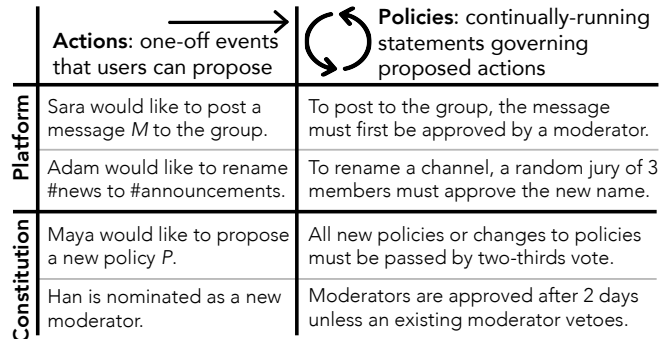 Actions: one-off events
that users can propose
Policies: continually-running
statements governing
proposed actions
Platform
Sara would like to post a
message M to the group.
To post to the group, the message
must first be approved by a moderator.
Adam would like to rename
#news to #announcements.
To rename a channel, a random jury of 3
members must approve the new name.
Constitution
Maya would like to propose
a new policy P.
All new policies or changes to policies
must be passed by two-thirds vote.
Han is nominated as a new
moderator.
Moderators are approved after 2 days
unless an existing moderator vetoes.